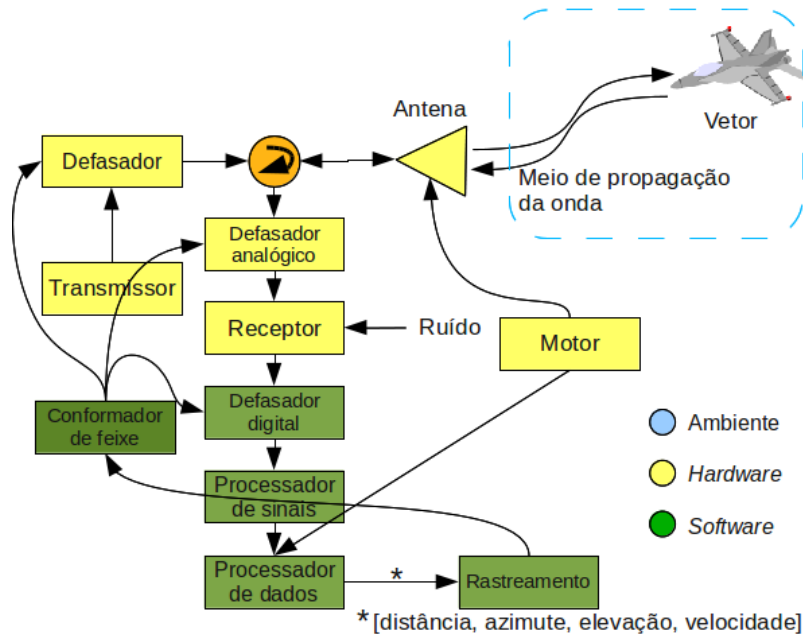 Antena
Vetor
Meio de propagação
da onda
Defasador
Defasador
analógico
Transmissor
Receptor
Ruído
Motor
Conformador
de feixe
Defasador
digital
Ambiente
Hardware
Software
Processador
de sinais
Processador
de dados
*
Rastreamento
*[distância, azimute, elevação, velocidade]